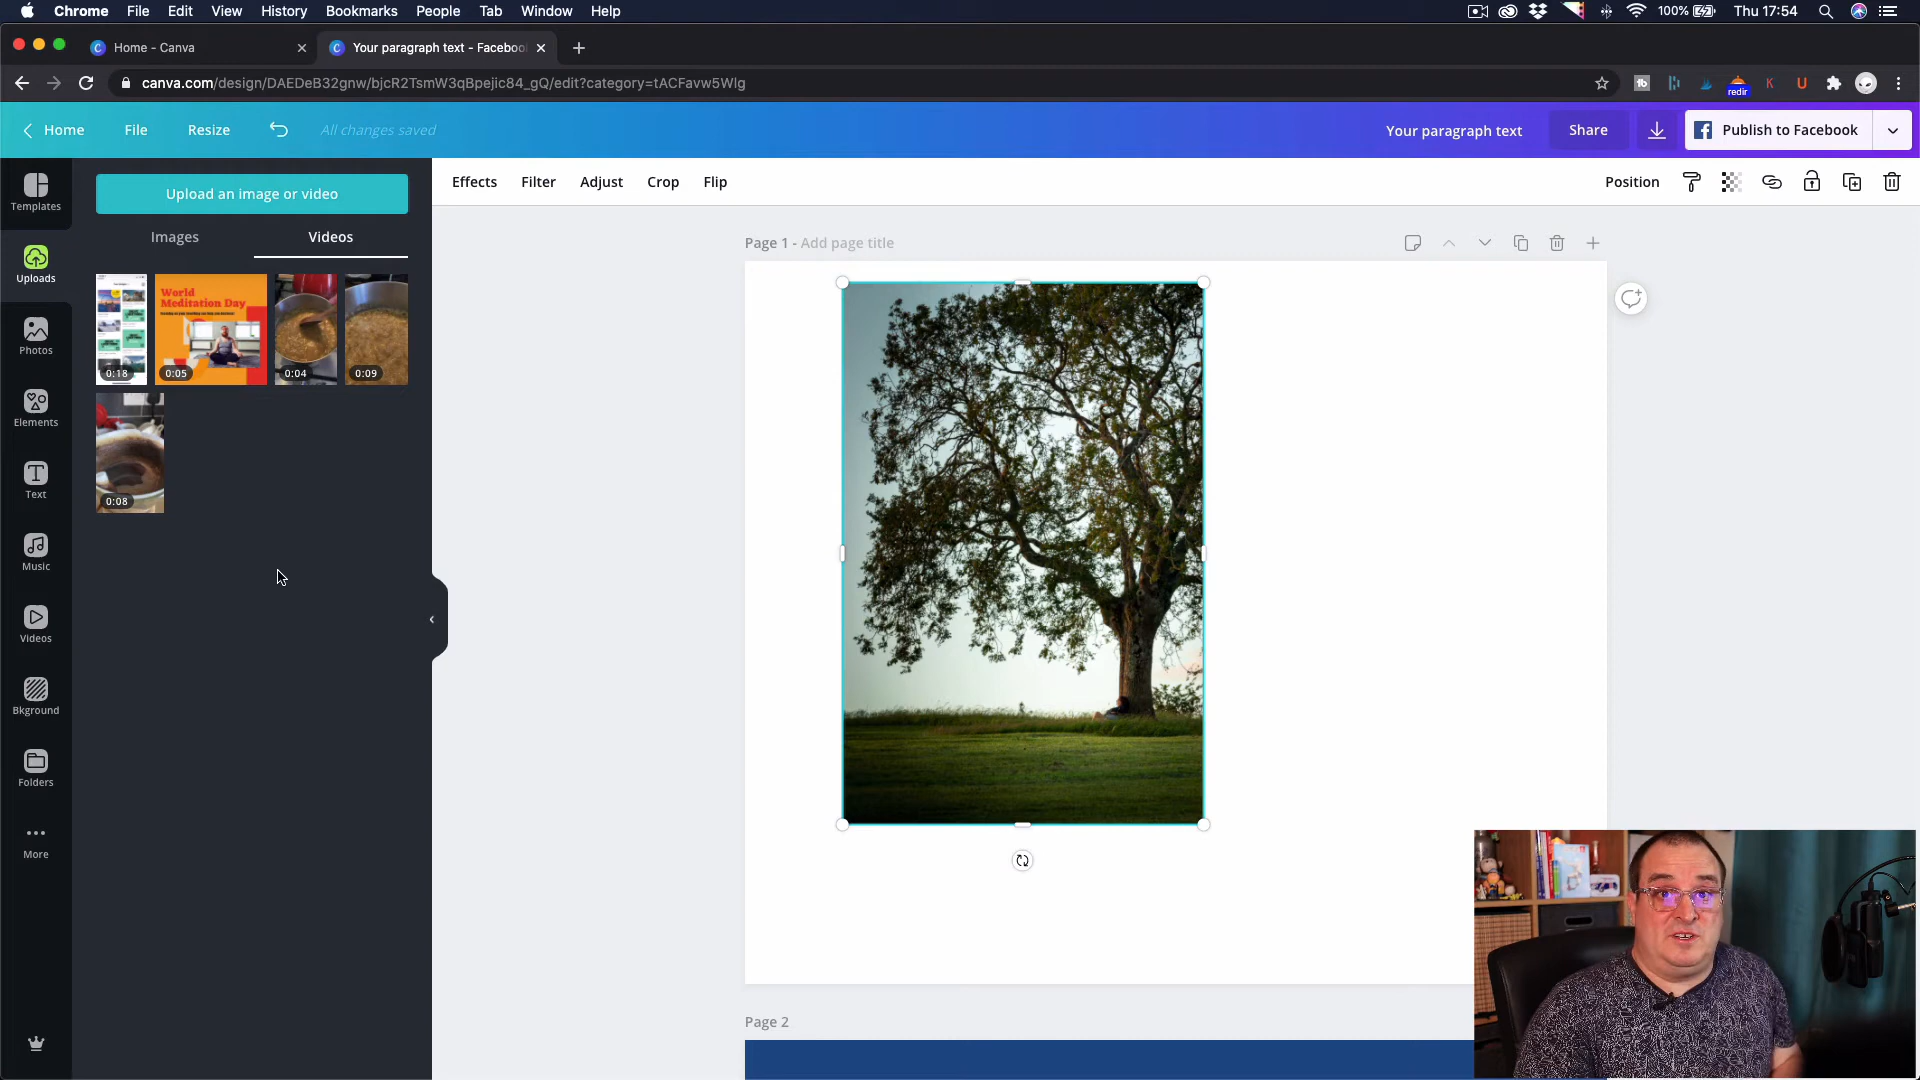 Chrome File Edit View History Bookmarks People Tab Window Help
100% Thu 17:54
Home - Canva
Your paragraph text - Faceboo
canva.com/design/DAEDeB32gnw/bjcR2TsmW3qBpejic84_gQ/edit?category=tACFavw5Wlg
redir
Home File Resize All changes saved
Your paragraph text Share Publish to Facebook
Templates
Uploads
Photos
Elements
Text
Music
Videos
Bkground
Folders
More
Upload an image or video
Images Videos
World
Meditation Day
0:18 0:05 0:04 0:09
0:08
Effects Filter Adjust Crop Flip
Position
Page 1 - Add page title
Page 2